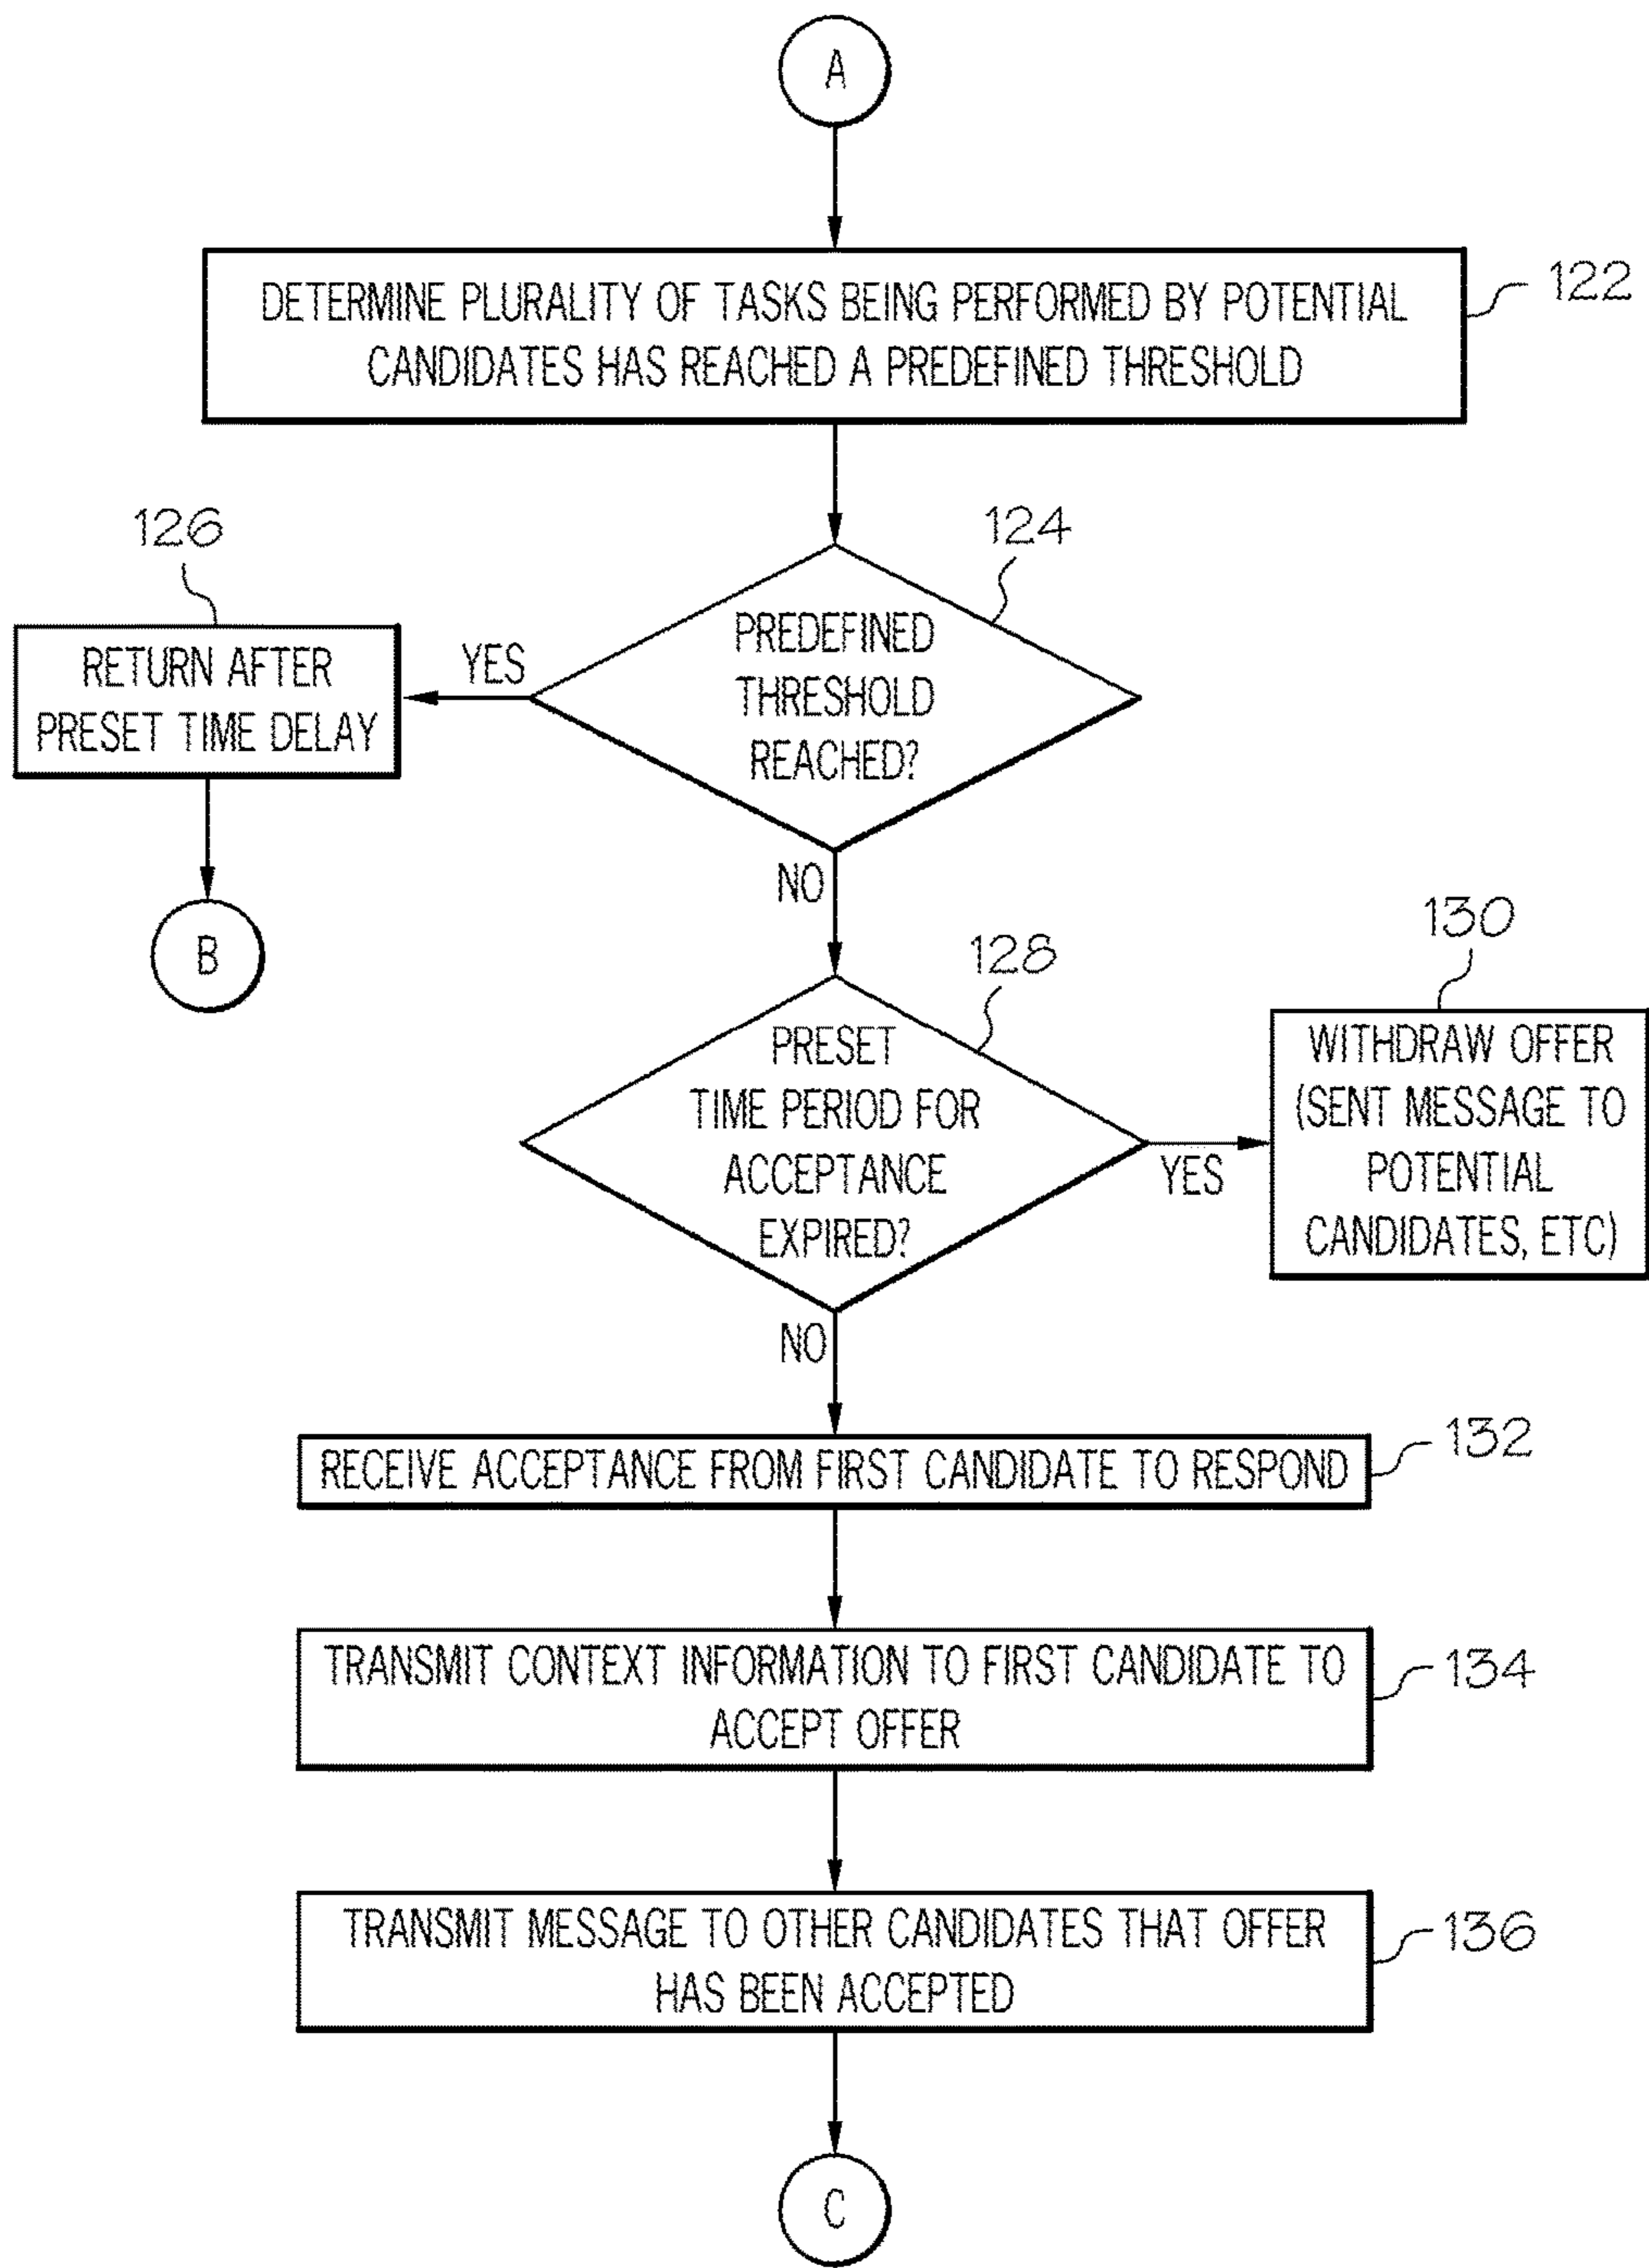 A
DETERMINE PLURALITY OF TASKS BEING PERFORMED BY POTENTIAL
CANDIDATES HAS REACHED A PREDEFINED THRESHOLD
122
124
PREDEFINED
THRESHOLD
REACHED?
YES
126
RETURN AFTER
PRESET TIME DELAY
B
NO
128
PRESET
TIME PERIOD FOR
ACCEPTANCE
EXPIRED?
YES
130
WITHDRAW OFFER
(SENT MESSAGE TO
POTENTIAL
CANDIDATES, ETC)
NO
RECEIVE ACCEPTANCE FROM FIRST CANDIDATE TO RESPOND
132
TRANSMIT CONTEXT INFORMATION TO FIRST CANDIDATE TO
ACCEPT OFFER
134
TRANSMIT MESSAGE TO OTHER CANDIDATES THAT OFFER
HAS BEEN ACCEPTED
136
C